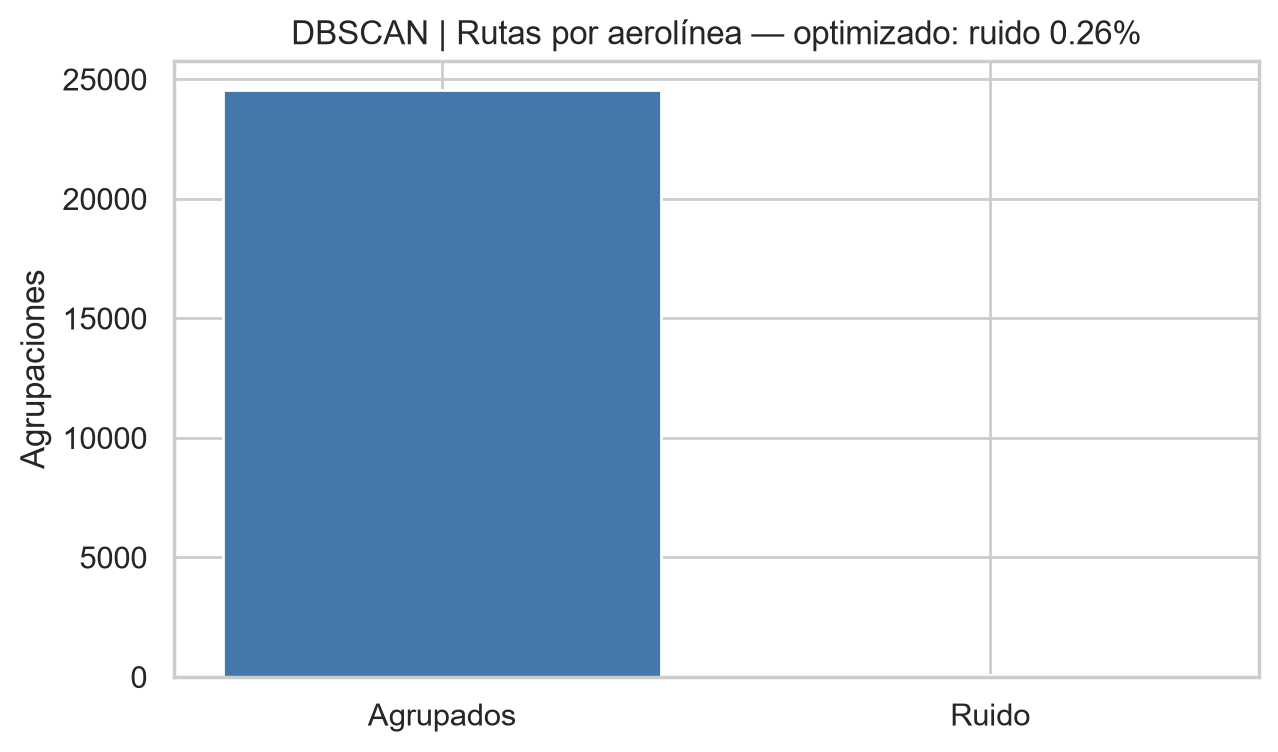 DBSCAN | Rutas por aerolínea — optimizado: ruido 0.26%
25000
20000
15000
10000
5000
0
Agrupaciones
Agrupados
Ruido